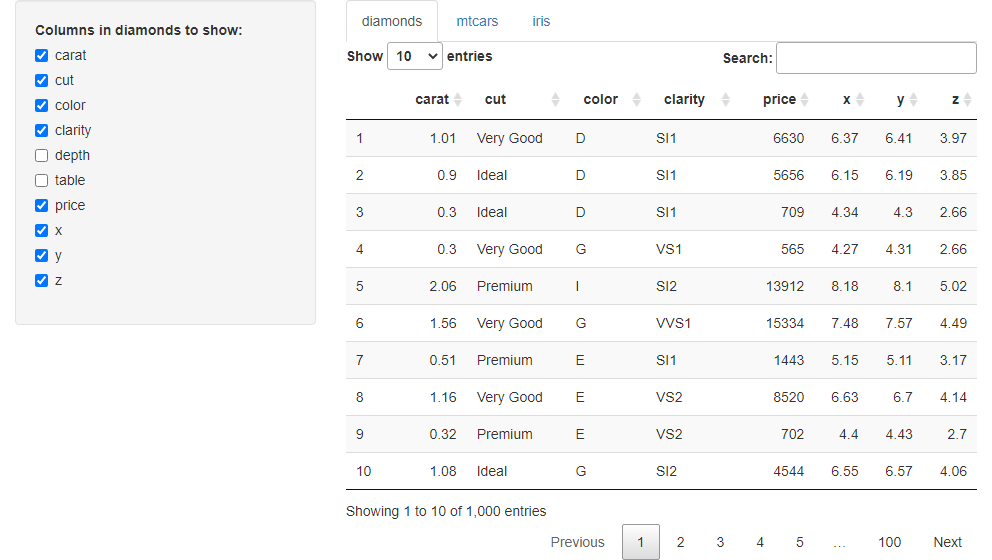 Columns in diamonds to show:
carat
cut
color
clarity
depth
table
price
x
y
z
diamonds mtcars iris
Show 10 entries Search:
carat cut color clarity price x y z
1 1.01 Very Good D SI1 6630 6.37 6.41 3.97
2 0.9 Ideal D SI1 5656 6.15 6.19 3.85
3 0.3 Ideal D SI1 709 4.34 4.3 2.66
4 0.3 Very Good G VS1 565 4.27 4.31 2.66
5 2.06 Premium I SI2 13912 8.18 8.1 5.02
6 1.56 Very Good G VVS1 15334 7.48 7.57 4.49
7 0.51 Premium E SI1 1443 5.15 5.11 3.17
8 1.16 Very Good E VS2 8520 6.63 6.7 4.14
9 0.32 Premium E VS2 702 4.4 4.43 2.7
10 1.08 Ideal G SI2 4544 6.55 6.57 4.06
Showing 1 to 10 of 1,000 entries
Previous 1 2 3 4 5 … 100 Next